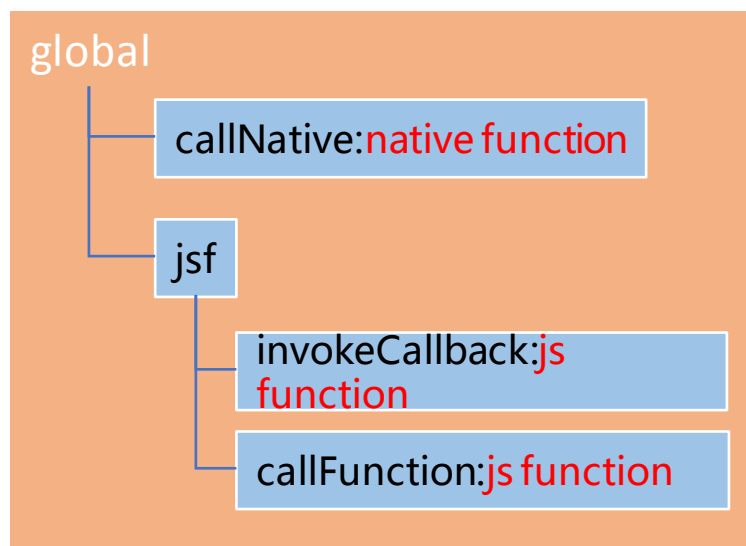 global
callNative:native function
jsf
invokeCallback:js
function
callFunction:js function